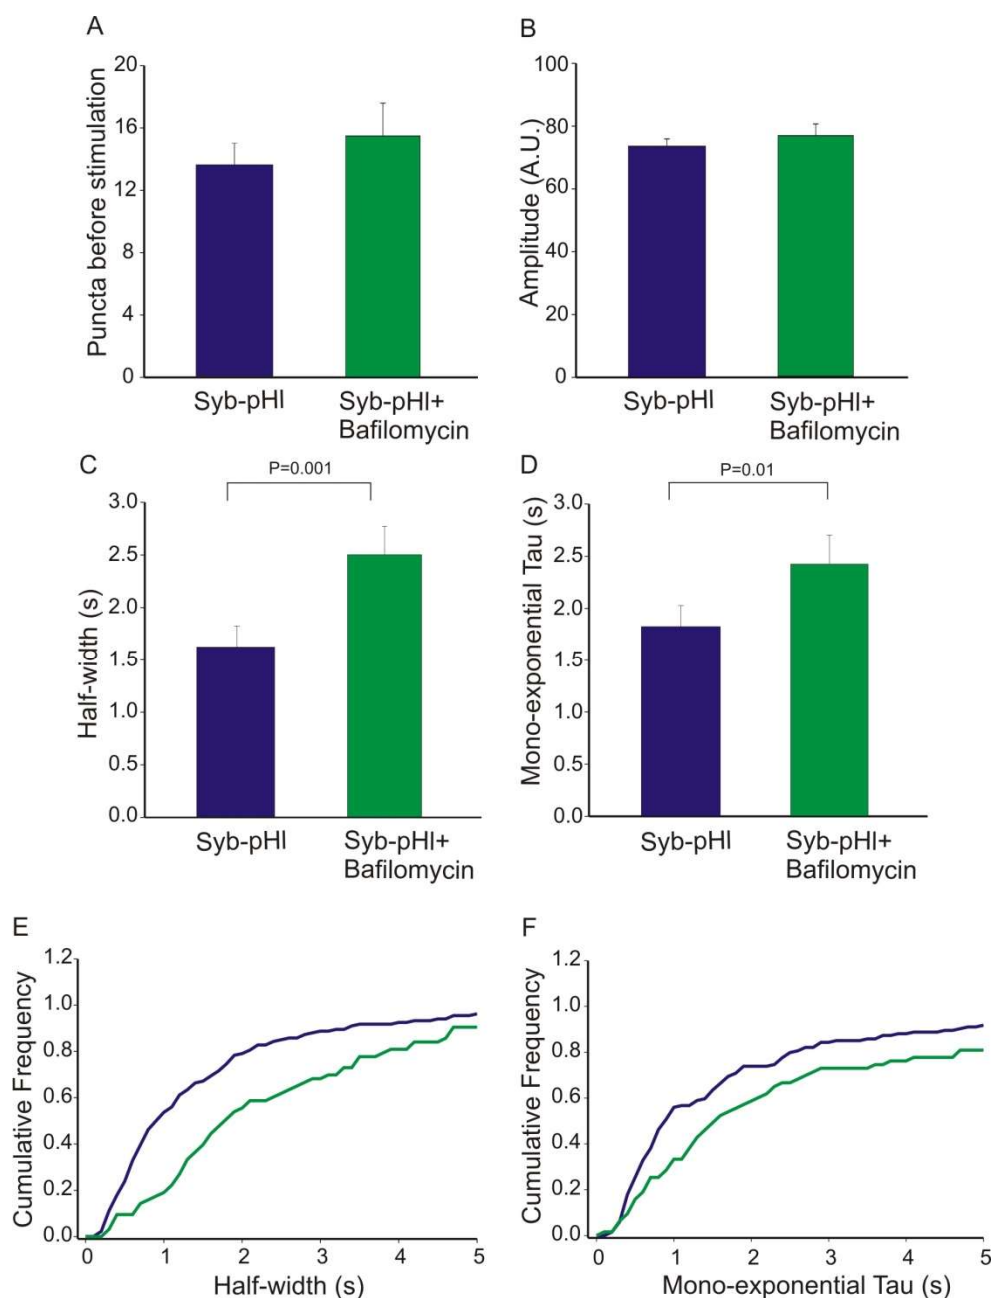 A
Puncta before stimulation
20
16
12
8
4
0
Syb-pHl
Syb-pHl+
Bafilomycin
B
Amplitude (A.U.)
100
80
60
40
20
0
Syb-pHl
Syb-pHl+
Bafilomycin
C
P=0.001
Half-width (s)
3.0
2.5
2.0
1.5
1.0
0.5
0.0
Syb-pHl
Syb-pHl+
Bafilomycin
D
P=0.01
Mono-exponential Tau (s)
3.0
2.5
2.0
1.5
1.0
0.5
0.0
Syb-pHl
Syb-pHl+
Bafilomycin
E
Cumulative Frequency
1.2
1.0
0.8
0.6
0.4
0.2
0.0
0 1 2 3 4 5
Half-width (s)
F
Cumulative Frequency
1.2
1.0
0.8
0.6
0.4
0.2
0.0
0 1 2 3 4 5
Mono-exponential Tau (s)